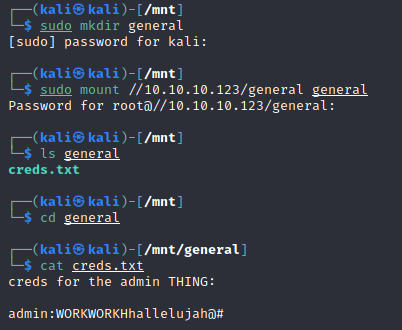 ┌──(kali㉿kali)-[/mnt]
└─$ sudo mkdir general
[sudo] password for kali:
┌──(kali㉿kali)-[/mnt]
└─$ sudo mount //10.10.10.123/general general
Password for root@//10.10.10.123/general:
┌──(kali㉿kali)-[/mnt]
└─$ ls general
creds.txt
┌──(kali㉿kali)-[/mnt]
└─$ cd general
┌──(kali㉿kali)-[/mnt/general]
└─$ cat creds.txt
creds for the admin THING:
admin:WORKWORKHhallelujah@#